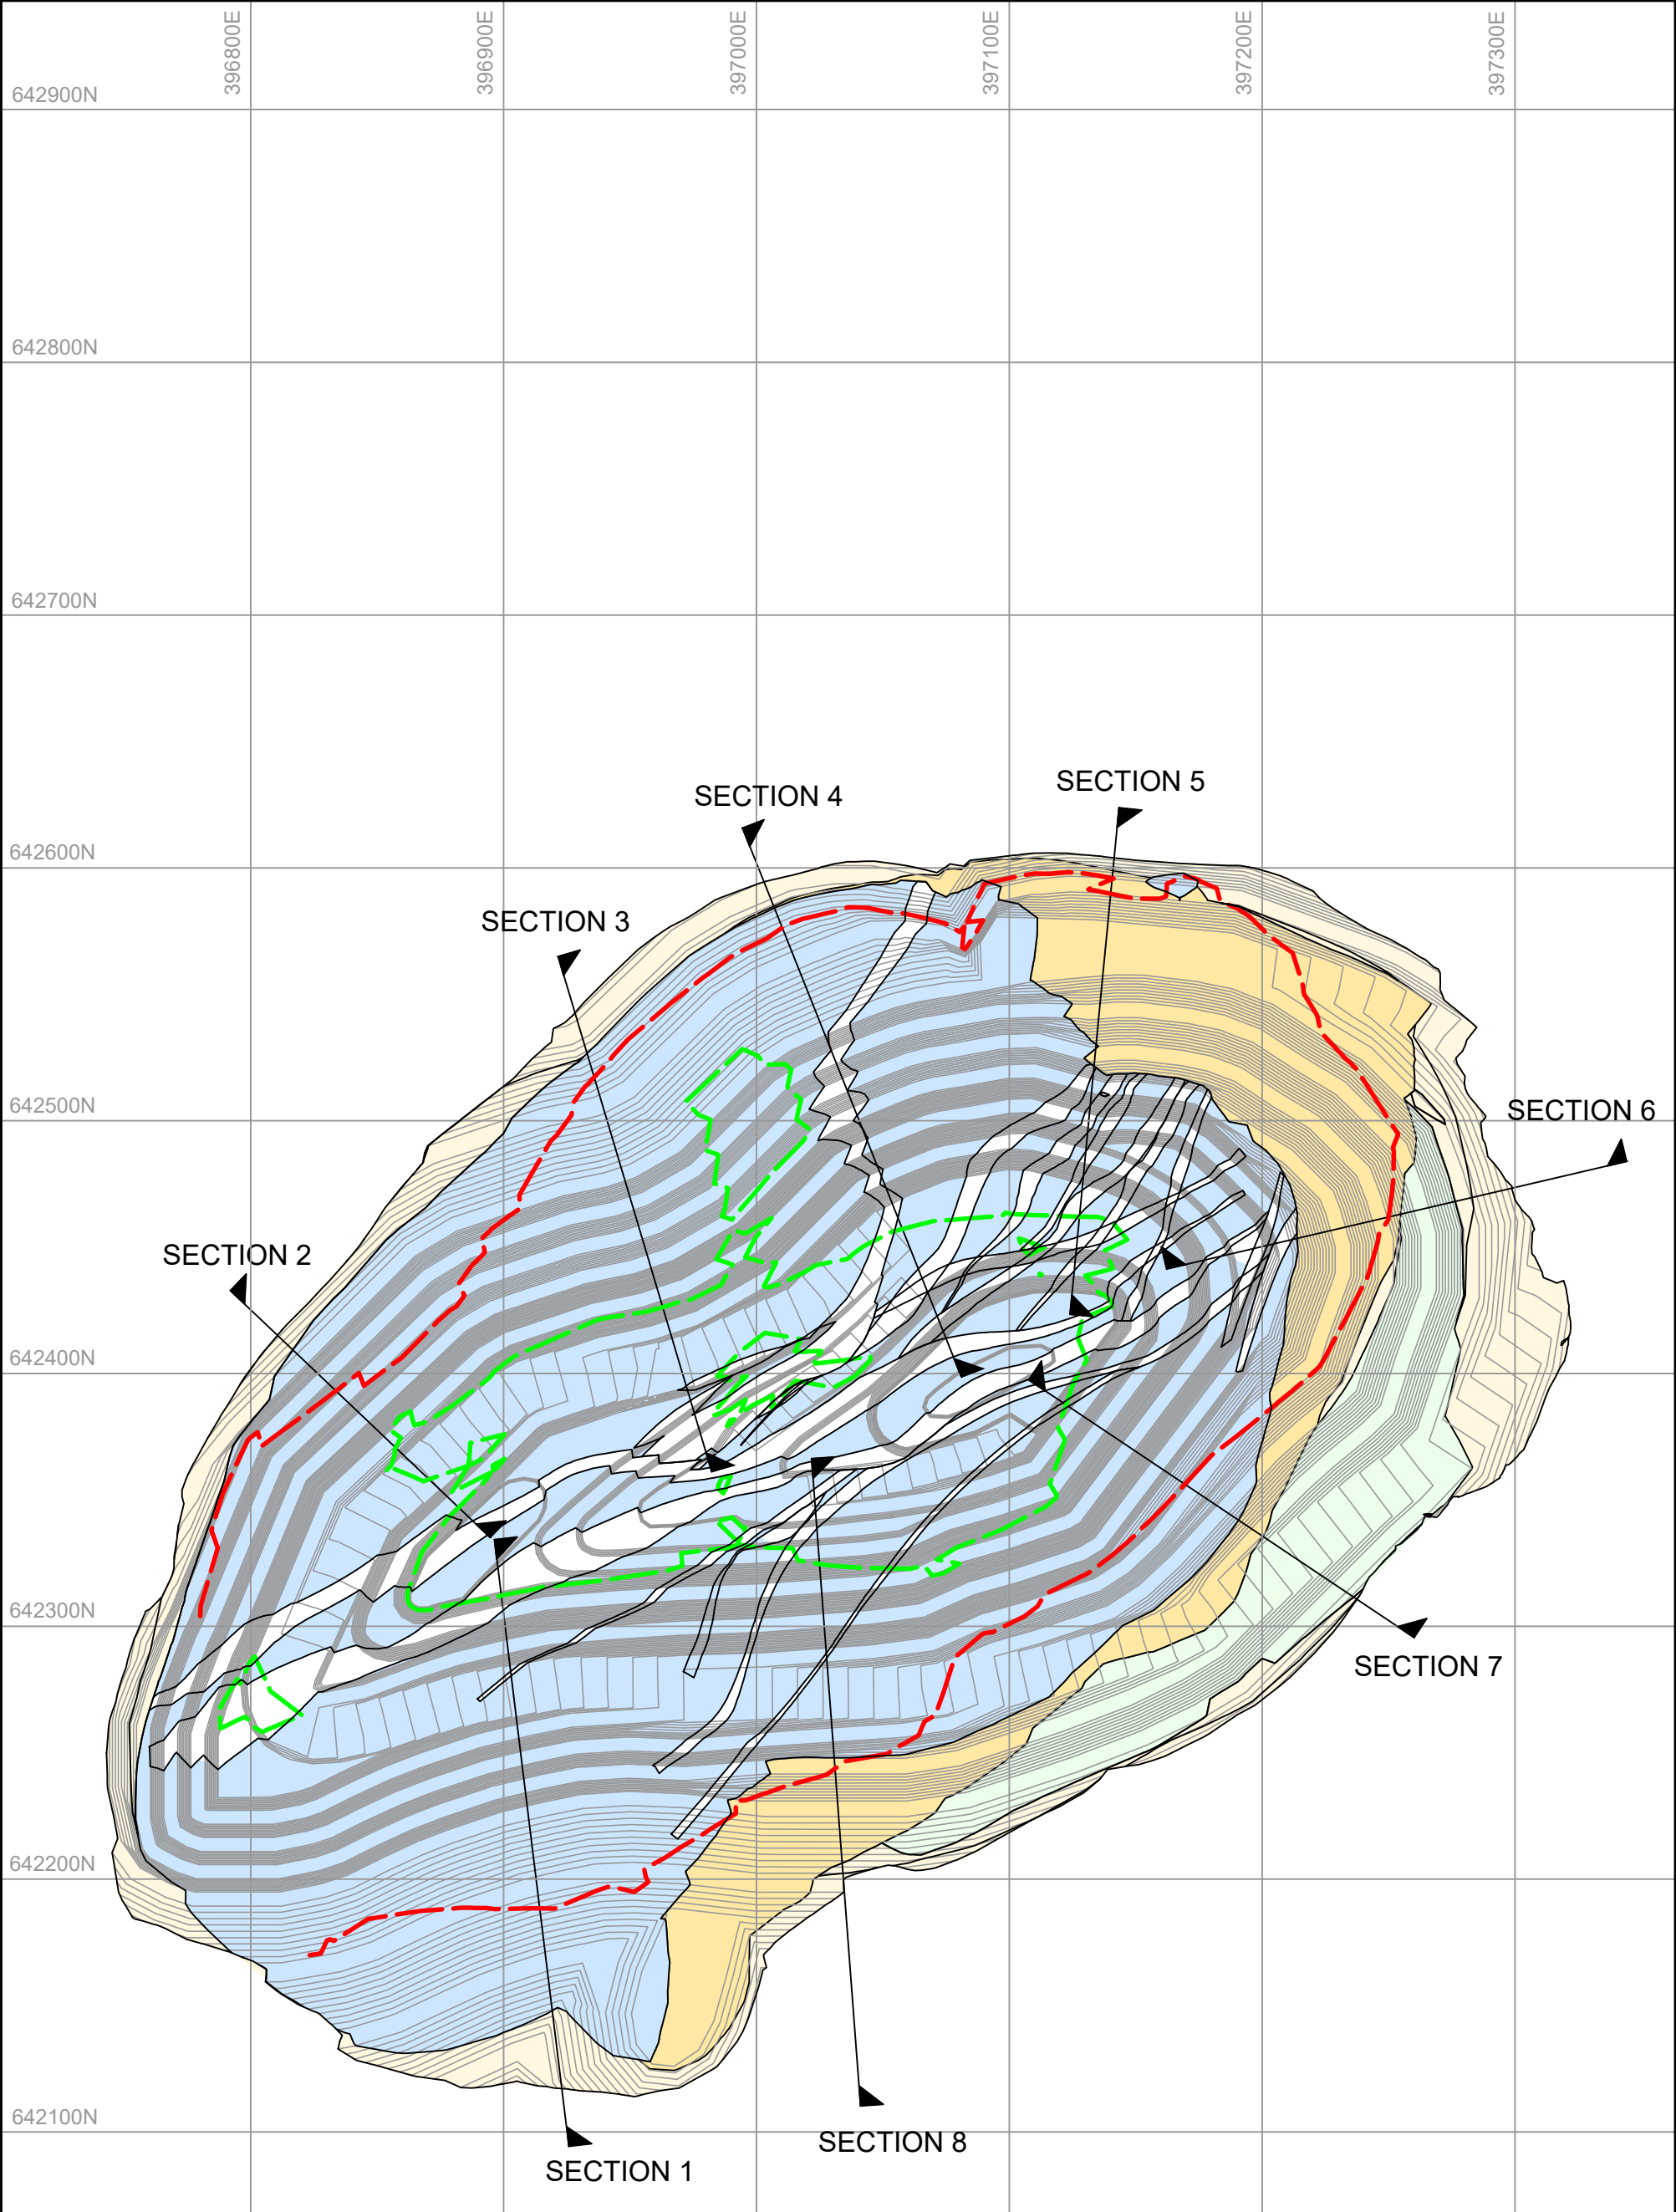 396800E
396900E
397000E
397100E
397200E
397300E
642900N
642800N
642700N
SECTION 5
SECTION 4
642600N
SECTION 3
642500N
SECTION 6
SECTION 2
642400N
642300N
SECTION 7
642200N
642100N
SECTION 8
SECTION 1